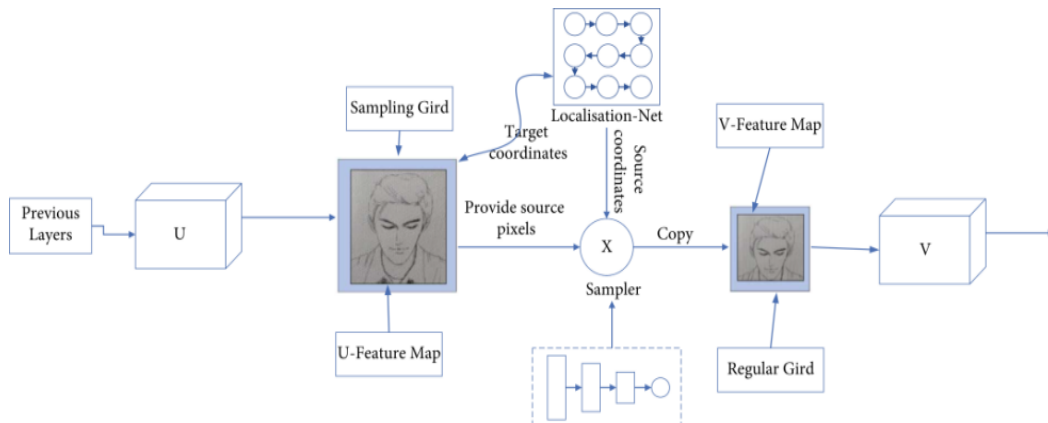 Previous
Layers
U
Sampling Gird
U-Feature Map
Target
coordinates
Provide source
pixels
Localisation-Net
Source
coordinates
X
Sampler
Copy
V-Feature Map
Regular Gird
V